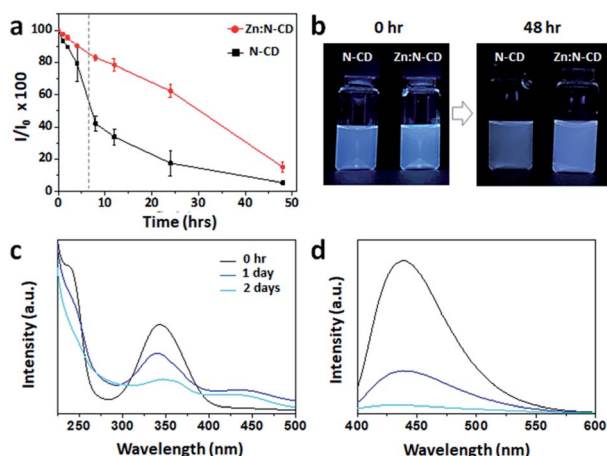 a
100
80
60
40
20
0
0 10 20 30 40 50
I/I₀ x 100
Time (hrs)
Zn:N-CD
N-CD
b
0 hr
48 hr
N-CD Zn:N-CD
N-CD Zn:N-CD
c
0 hr
1 day
2 days
Intensity (a.u.)
250 300 350 400 450 500
Wavelength (nm)
d
Intensity (a.u.)
400 450 500 550 600
Wavelength (nm)